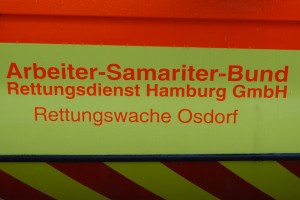 Arbeiter-Samariter-Bund
Rettungsdienst Hamburg GmbH
Rettungswache Osdorf